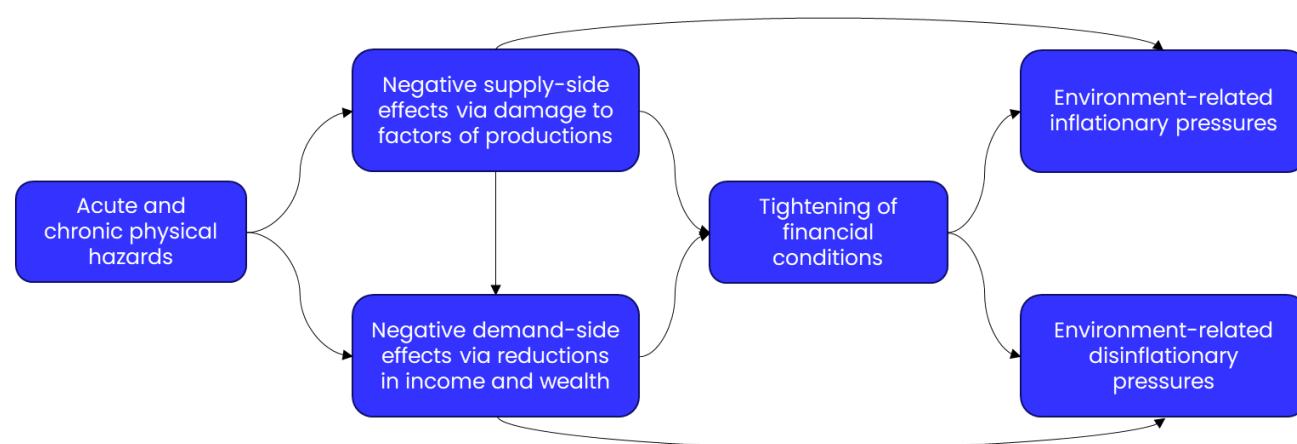 Negative supply-side
effects via damage to
factors of productions
Environment-related
inflationary pressures
Acute and
chronic physical
hazards
Tightening of
financial
conditions
Negative demand-side
effects via reductions
in income and wealth
Environment-related
disinflationary
pressures